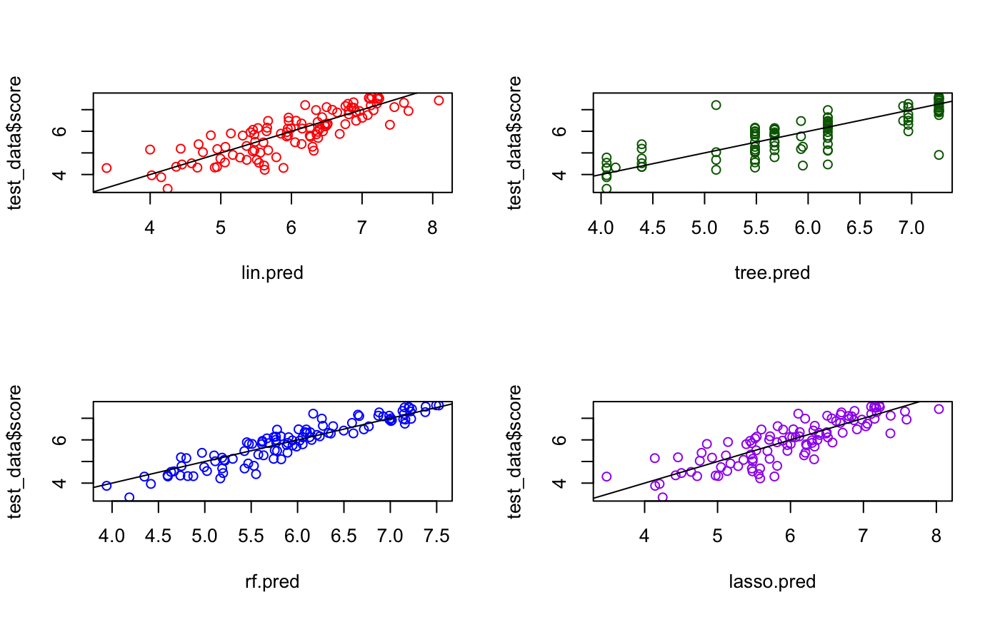 test_data$score
4 6
4 5 6 7 8
lin.pred
test_data$score
4 6
4.0 4.5 5.0 5.5 6.0 6.5 7.0
tree.pred
test_data$score
4 6
4.0 4.5 5.0 5.5 6.0 6.5 7.0 7.5
rf.pred
test_data$score
4 6
4 5 6 7 8
lasso.pred